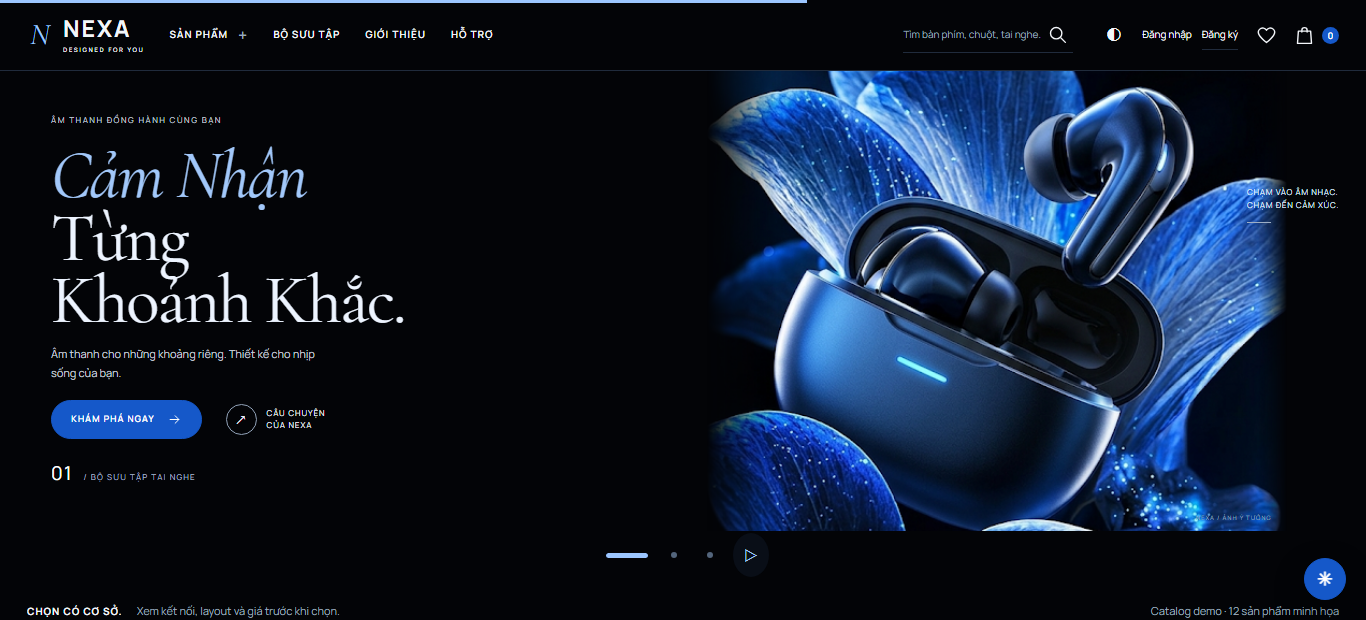 N NEXA
DESIGNED FOR YOU
SẢN PHẨM +
BỘ SƯU TẬP
GIỚI THIỆU
HỖ TRỢ
Tìm bàn phím, chuột, tai nghe.
Đăng nhập
Đăng ký
0
ÂM THANH ĐỒNG HÀNH CÙNG BẠN
Cảm Nhận
Từng
Khoảnh Khắc.
Âm thanh cho những khoảng riêng. Thiết kế cho nhịp
sống của bạn.
KHÁM PHÁ NGAY →
↗
CÂU CHUYỆN
CỦA NEXA
01 / BỘ SƯU TẬP TAI NGHE
CHẠM VÀO ÂM NHẠC.
CHẠM ĐẾN CẢM XÚC.
NEXA / ẢNH Ý TƯỞNG
CHỌN CÓ CƠ SỞ. Xem kết nối, layout và giá trước khi chọn.
Catalog demo · 12 sản phẩm minh họa